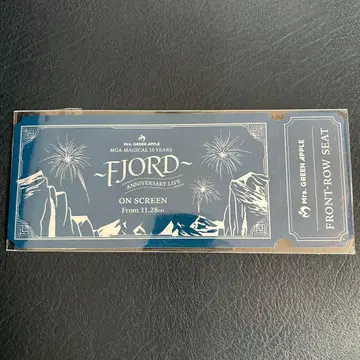 Mrs. GREEN APPLE
MGA MAGICAL 10 YEARS
~FJORD~
ANNIVERSARY LIVE
ON SCREEN
From.11.28FRI
Mrs. GREEN APPLE
FRONT-ROW SEAT